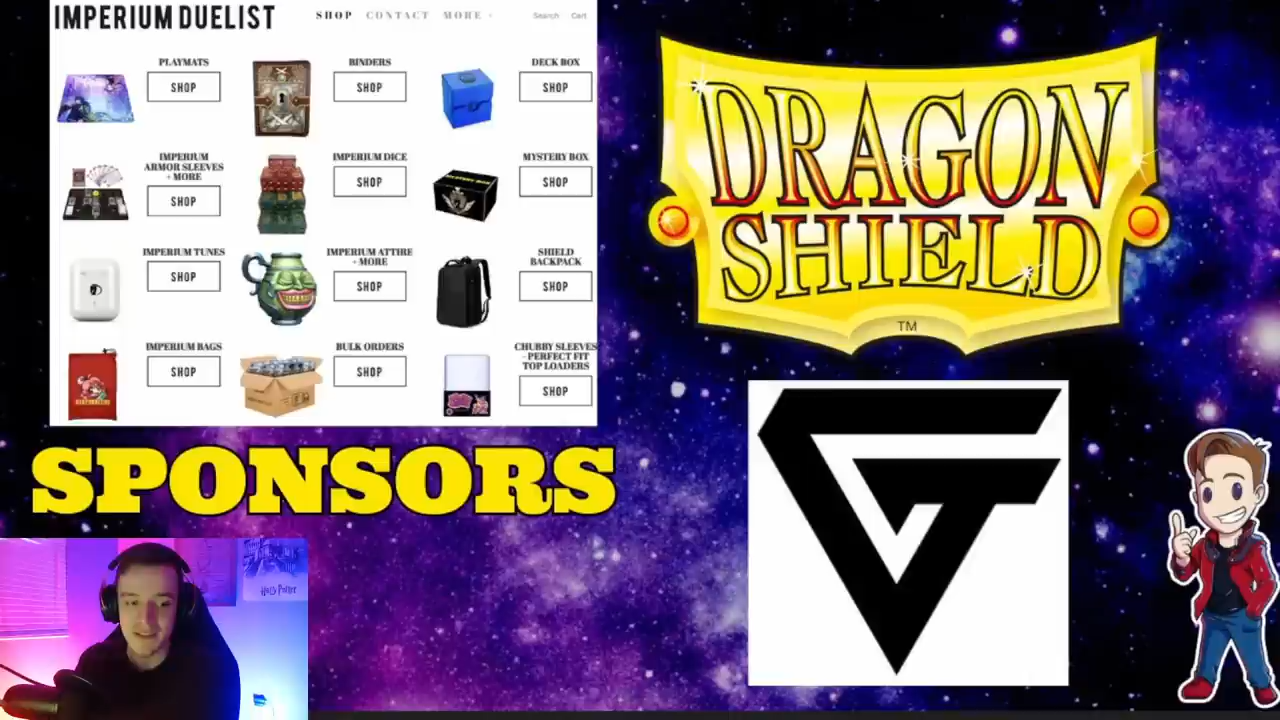 IMPERIUM DUELIST
SHOP CONTACT MORE
Search Cart
PLAYMATS
SHOP
BINDERS
SHOP
DECK BOX
SHOP
IMPERIUM
ARMOR SLEEVES
+ MORE
SHOP
IMPERIUM DICE
SHOP
MYSTERY BOX
SHOP
IMPERIUM TUNES
SHOP
IMPERIUM ATTIRE
+ MORE
SHOP
SHIELD
BACKPACK
SHOP
IMPERIUM BAGS
SHOP
BULK ORDERS
SHOP
CHUBBY SLEEVES
- PERFECT FIT
TOP LOADERS
SHOP
DRAGON
SHIELD
TM
SPONSORS
Harry Potter